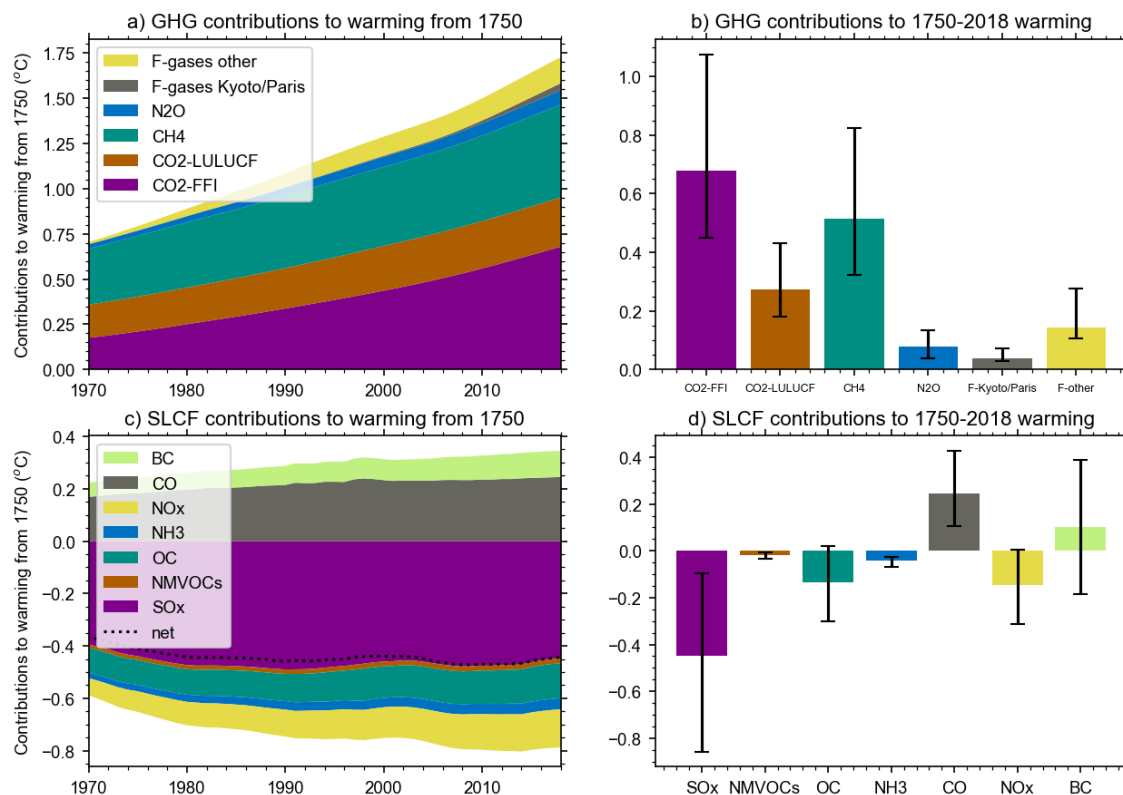 a) GHG contributions to warming from 1750
Contributions to warming from 1750 (°C)
1.75
1.50
1.25
1.00
0.75
0.50
0.25
0.00
F-gases other
F-gases Kyoto/Paris
N2O
CH4
CO2-LULUCF
CO2-FFI
1970 1980 1990 2000 2010
b) GHG contributions to 1750-2018 warming
1.0
0.8
0.6
0.4
0.2
0.0
CO2-FFI CO2-LULUCF CH4 N2O F-Kyoto/Paris F-other
c) SLCF contributions to warming from 1750
Contributions to warming from 1750 (°C)
0.4
0.2
0.0
−0.2
−0.4
−0.6
−0.8
BC
CO
NOx
NH3
OC
NMVOCs
SOx
net
1970 1980 1990 2000 2010
d) SLCF contributions to 1750-2018 warming
0.4
0.2
0.0
−0.2
−0.4
−0.6
−0.8
SOx NMVOCs OC NH3 CO NOx BC